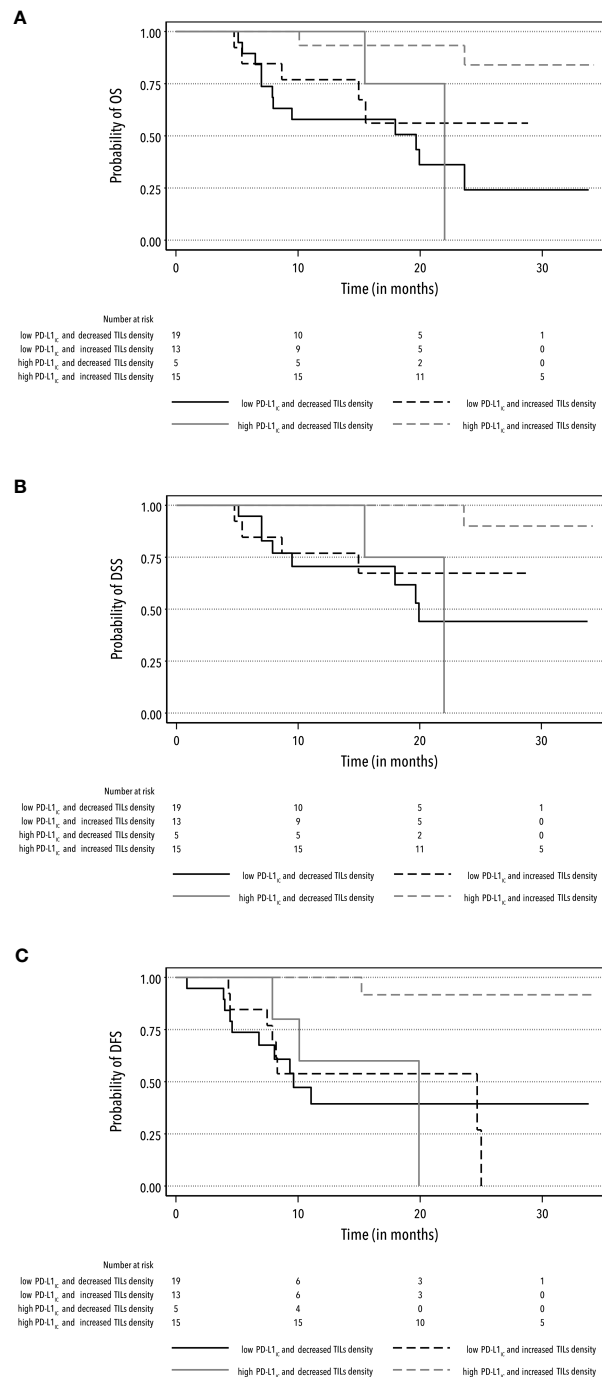 A
Probability of OS
1.00
0.75
0.50
0.25
0.00
0 10 20 30
Time (in months)
Number at risk
low PD-L1IC and decreased TILs density 19 10 5 1
low PD-L1IC and increased TILs density 13 9 5 0
high PD-L1IC and decreased TILs density 5 5 2 0
high PD-L1IC and increased TILs density 15 15 11 5
low PD-L1IC and decreased TILs density low PD-L1IC and increased TILs density
high PD-L1IC and decreased TILs density high PD-L1IC and increased TILs density
B
Probability of DSS
1.00
0.75
0.50
0.25
0.00
0 10 20 30
Time (in months)
Number at risk
low PD-L1IC and decreased TILs density 19 10 5 1
low PD-L1IC and increased TILs density 13 9 5 0
high PD-L1IC and decreased TILs density 5 5 2 0
high PD-L1IC and increased TILs density 15 15 11 5
low PD-L1IC and decreased TILs density low PD-L1IC and increased TILs density
high PD-L1IC and decreased TILs density high PD-L1IC and increased TILs density
C
Probability of DFS
1.00
0.75
0.50
0.25
0.00
0 10 20 30
Time (in months)
Number at risk
low PD-L1IC and decreased TILs density 19 6 3 1
low PD-L1IC and increased TILs density 13 6 3 0
high PD-L1IC and decreased TILs density 5 4 0 0
high PD-L1IC and increased TILs density 15 15 10 5
low PD-L1IC and decreased TILs density low PD-L1IC and increased TILs density
high PD-L1IC and decreased TILs density high PD-L1IC and increased TILs density